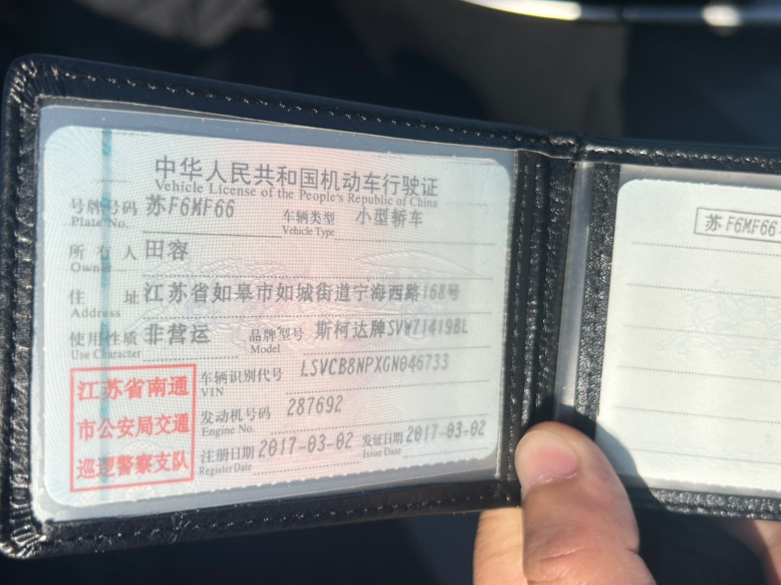 中华人民共和国机动车行驶证
Vehicle License of the People's Republic of China
号牌号码 苏F6MF66 车辆类型 小型轿车
Plate No. Vehicle Type
所有人 田容
Owner
住址 江苏省如皋市如城街道宁海西路168号
Address
使用性质 非营运 品牌型号 斯柯达牌SVW71419BL
Use Character Model
江苏省南通
市公安局交通
巡逻警察支队
车辆识别代号 LSVCB8NPXGN046733
VIN
发动机号码 287692
Engine No.
注册日期 2017-03-02 发证日期 2017-03-02
Register Date Issue Date
苏F6MF66